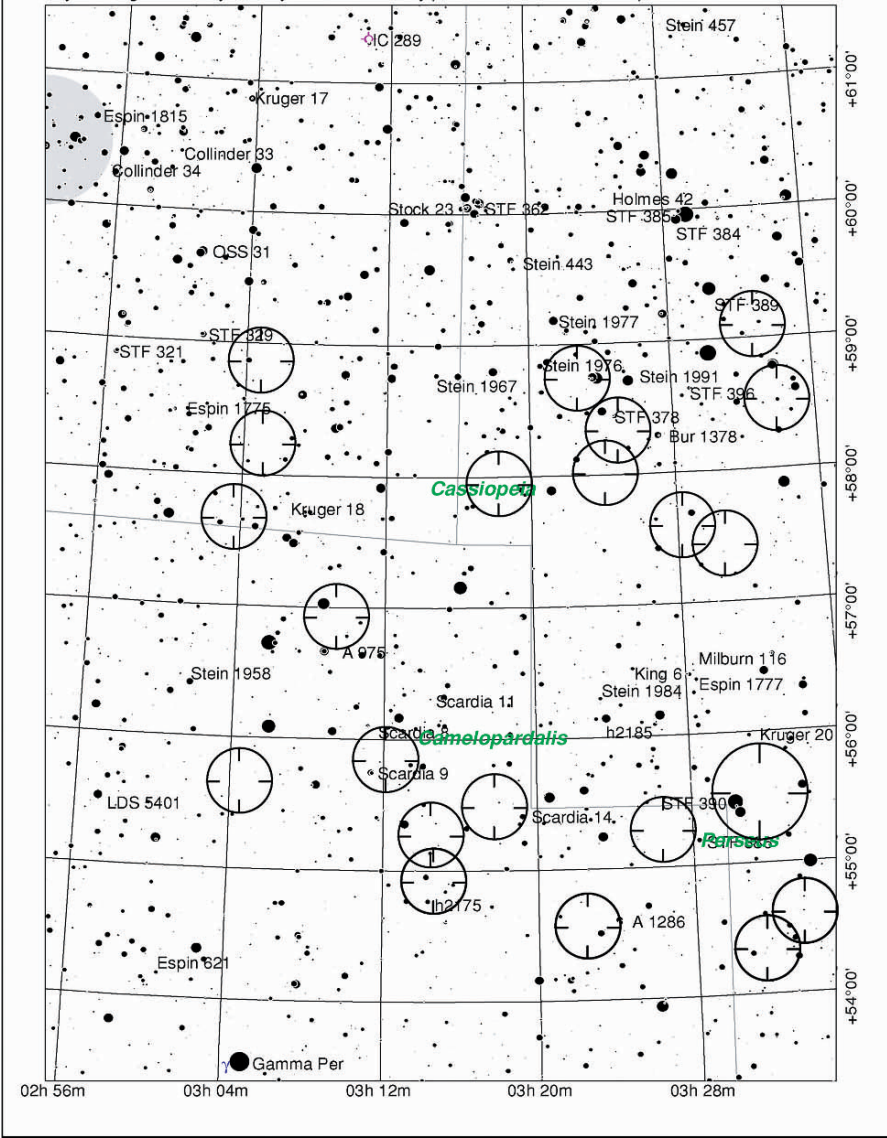 Stein 457
IC 289
+61°00'
Kruger 17
Espin 1815
Collinder 33
Collinder 34
Holmes 42
+60°00'
Stock 23
STF 362
STF 385
STF 384
OSS 31
Stein 443
STF 389
Stein 1977
STF 329
+59°00'
STF 321
Stein 1976
Stein 1991
Stein 1967
STF 396
Espin 1775
STF 378
Bur 1378
+58°00'
Cassiopeia
Kruger 18
+57°00'
A 975
Milburn 116
Stein 1958
King 6
Espin 1777
Stein 1984
Scardia 11
+56°00'
Scardia 8
Camelopardalis
h2185
Kruger 20
Scardia 9
LDS 5401
STF 390
Scardia 14
Perseus
+55°00'
h2175
A 1286
Espin 621
+54°00'
γ
Gamma Per
02h 56m
03h 04m
03h 12m
03h 20m
03h 28m